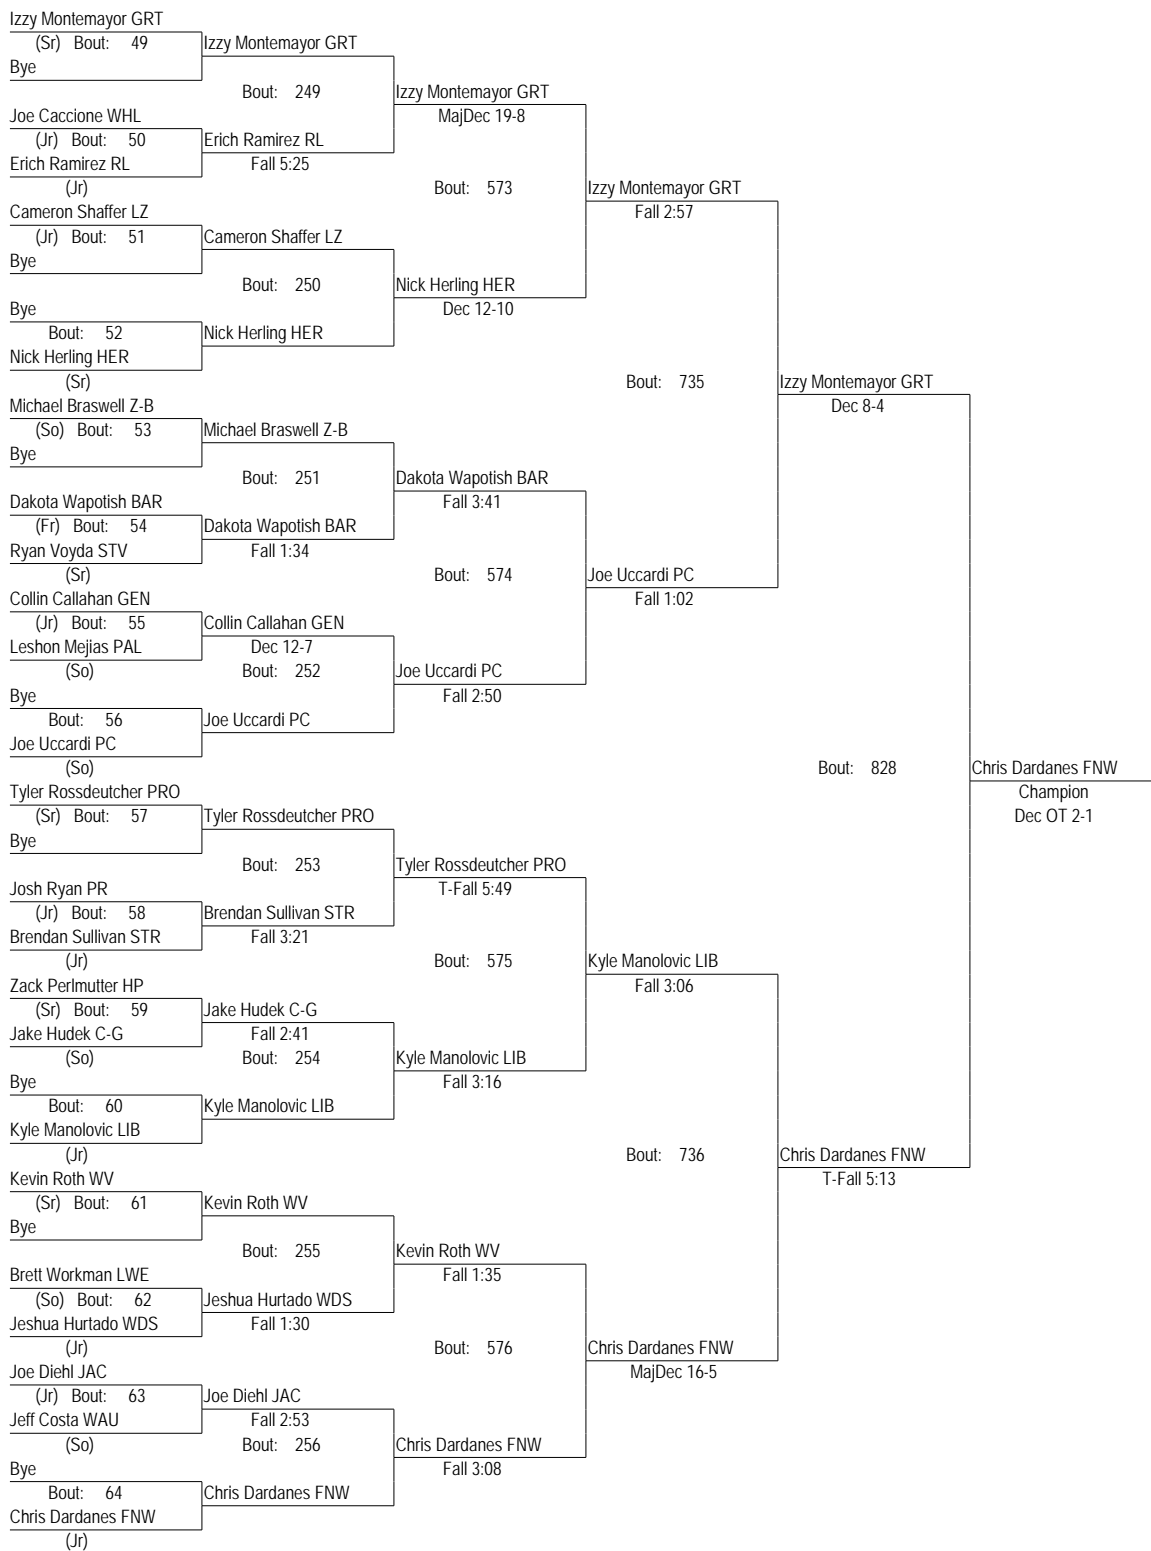 Izzy Montemayor GRT
(Sr) Bout: 49 Izzy Montemayor GRT
Bye
Bout: 249 Izzy Montemayor GRT
Joe Caccione WHL MajDec 19-8
(Jr) Bout: 50 Erich Ramirez RL
Erich Ramirez RL Fall 5:25
(Jr) Bout: 573 Izzy Montemayor GRT
Cameron Shaffer LZ Fall 2:57
(Jr) Bout: 51 Cameron Shaffer LZ
Bye
Bout: 250 Nick Herling HER
Bye Dec 12-10
Bout: 52 Nick Herling HER
Nick Herling HER
(Sr) Bout: 735 Izzy Montemayor GRT
Michael Braswell Z-B Dec 8-4
(So) Bout: 53 Michael Braswell Z-B
Bye
Bout: 251 Dakota Wapotish BAR
Dakota Wapotish BAR Fall 3:41
(Fr) Bout: 54 Dakota Wapotish BAR
Ryan Voyda STV Fall 1:34
(Sr) Bout: 574 Joe Uccardi PC
Collin Callahan GEN Fall 1:02
(Jr) Bout: 55 Collin Callahan GEN
Leshon Mejias PAL Dec 12-7
(So) Bout: 252 Joe Uccardi PC
Bye Fall 2:50
Bout: 56 Joe Uccardi PC
Joe Uccardi PC
(So) Bout: 828 Chris Dardanes FNW
Tyler Rossdeutcher PRO Champion
(Sr) Bout: 57 Tyler Rossdeutcher PRO Dec OT 2-1
Bye
Bout: 253 Tyler Rossdeutcher PRO
Josh Ryan PR T-Fall 5:49
(Jr) Bout: 58 Brendan Sullivan STR
Brendan Sullivan STR Fall 3:21
(Jr) Bout: 575 Kyle Manolovic LIB
Zack Perlmutter HP Fall 3:06
(Sr) Bout: 59 Jake Hudek C-G
Jake Hudek C-G Fall 2:41
(So) Bout: 254 Kyle Manolovic LIB
Bye Fall 3:16
Bout: 60 Kyle Manolovic LIB
Kyle Manolovic LIB
(Jr) Bout: 736 Chris Dardanes FNW
Kevin Roth WV T-Fall 5:13
(Sr) Bout: 61 Kevin Roth WV
Bye
Bout: 255 Kevin Roth WV
Brett Workman LWE Fall 1:35
(So) Bout: 62 Jeshua Hurtado WDS
Jeshua Hurtado WDS Fall 1:30
(Jr) Bout: 576 Chris Dardanes FNW
Joe Diehl JAC MajDec 16-5
(Jr) Bout: 63 Joe Diehl JAC
Jeff Costa WAU Fall 2:53
(So) Bout: 256 Chris Dardanes FNW
Bye Fall 3:08
Bout: 64 Chris Dardanes FNW
Chris Dardanes FNW
(Jr)